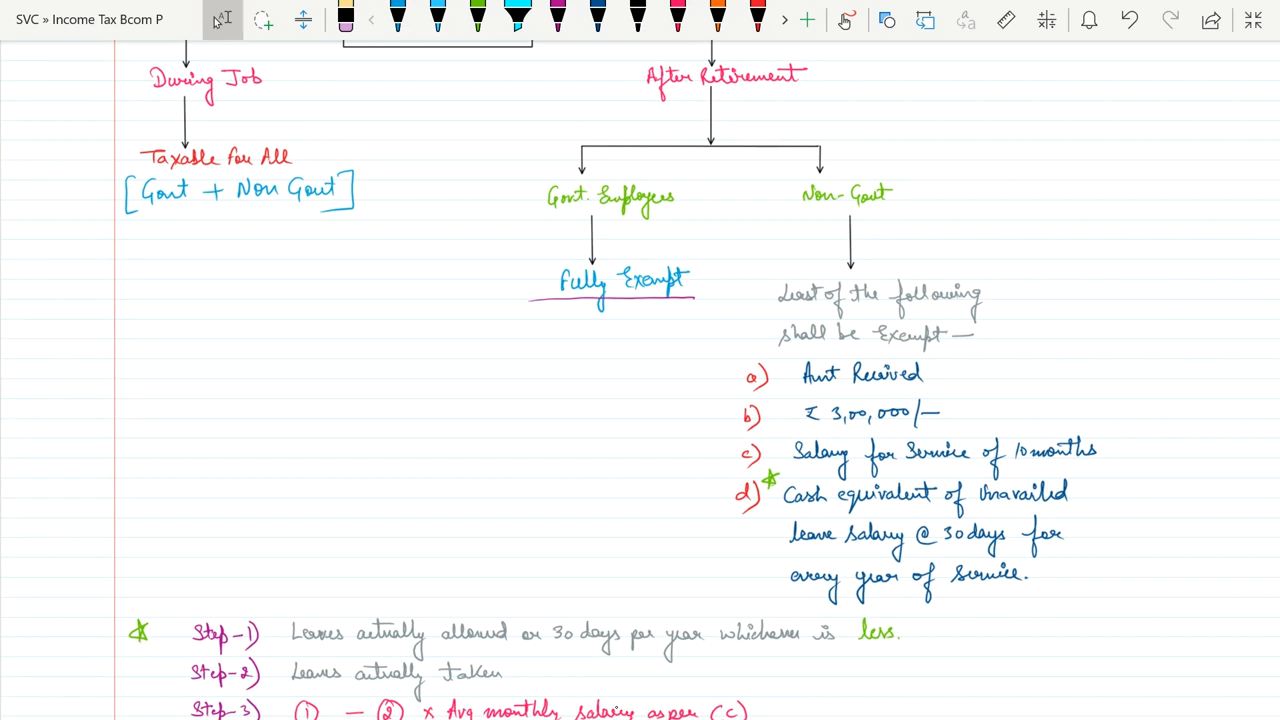 SVC » Income Tax Bcom P
During Job
After Retirement
Taxable for All
[Govt + Non Govt]
Govt. Employees
Non-Govt
Fully Exempt
Least of the following
shall be Exempt —
a) Amt Received
b) ₹ 3,00,000/-
c) Salary for Service of 10 months
d) Cash equivalent of Unavailed
leave salary @ 30 days for
every year of Service.
Step-1) Leaves actually allowed or 30 days per year whichever is less.
Step-2) Leaves actually taken
Step-3) ① — ② × Avg monthly salary as per (c)